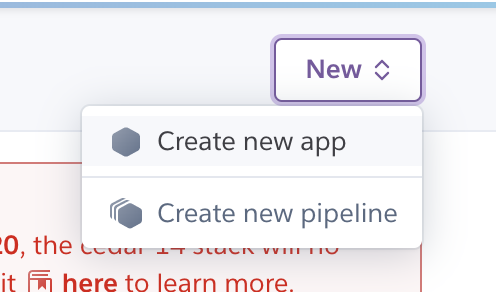 New
Create new app
Create new pipeline
20, the cedar-14 stack will no
it here to learn more.